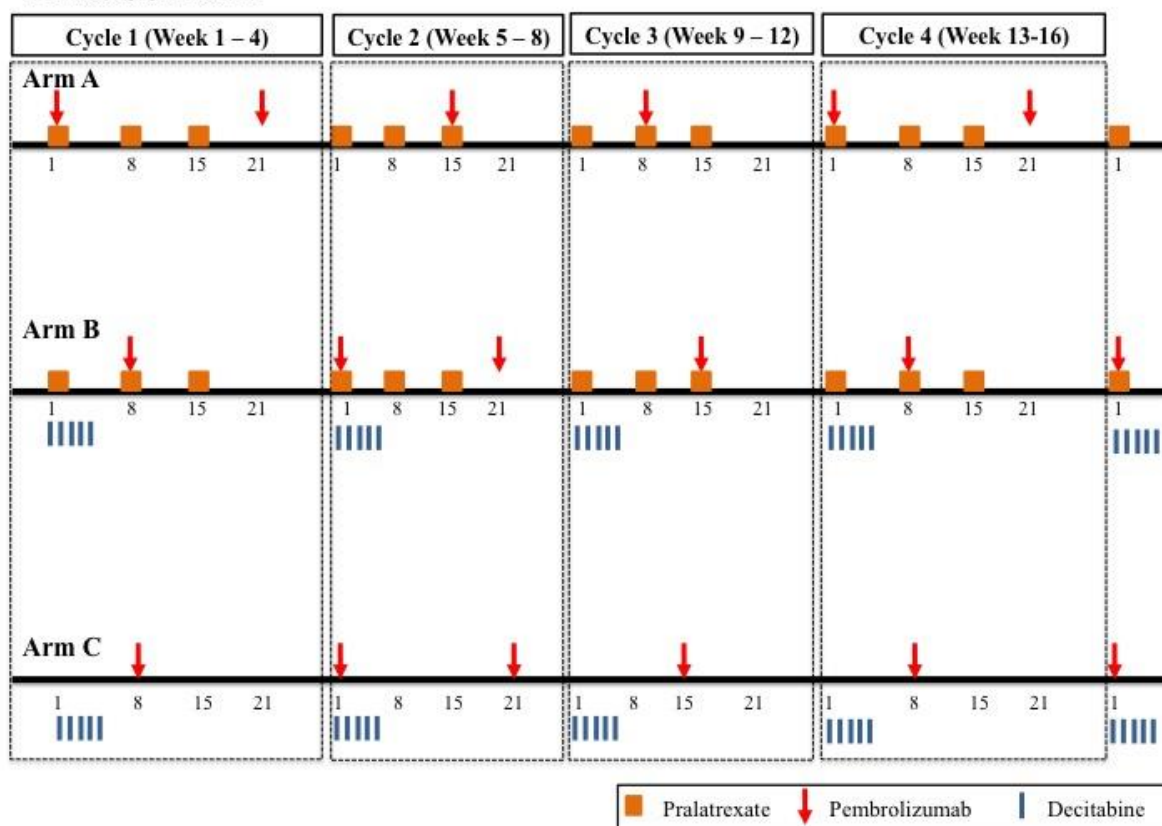 Cycle 1 (Week 1 – 4) Cycle 2 (Week 5 – 8) Cycle 3 (Week 9 – 12) Cycle 4 (Week 13-16)
Arm A
1 8 15 21 1 8 15 21 1 8 15 21 1 8 15 21 1
Arm B
1 8 15 21 1 8 15 21 1 8 15 21 1 8 15 21 1
Arm C
1 8 15 21 1 8 21 1 8 15 21 1 8 15 21 1
Pralatrexate Pembrolizumab Decitabine